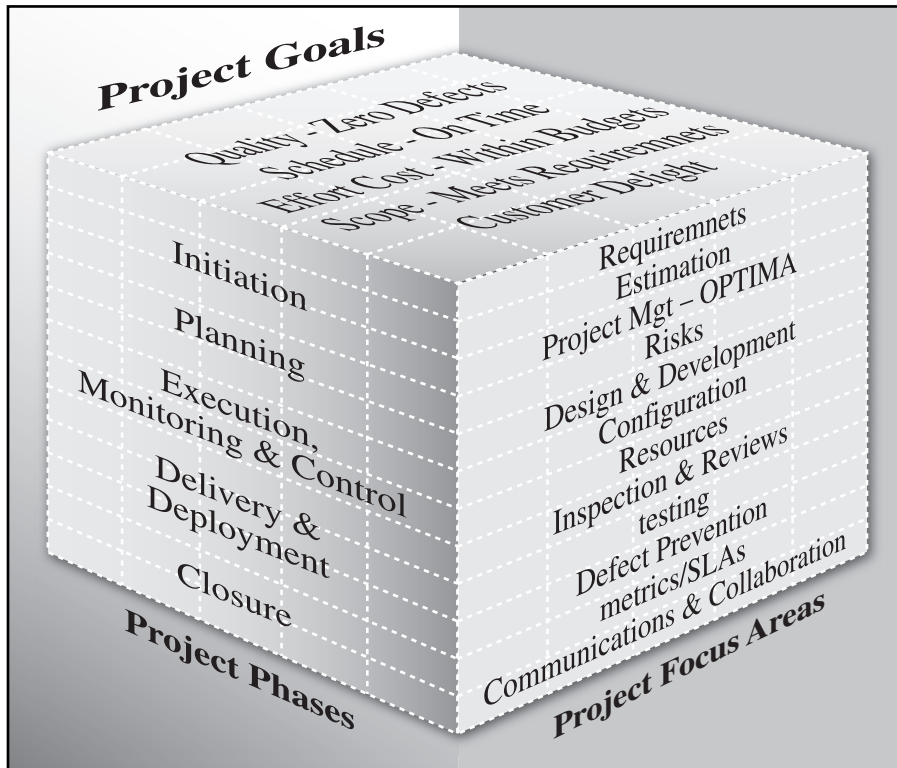 Project Goals
Quality - Zero Defects
Schedule - On Time
Effort Cost - Within Budgets
Scope - Meets Requiremnets
Customer Delight
Initiation
Planning
Execution,
Monitoring & Control
Delivery &
Deployment
Closure
Project Phases
Requiremnets
Estimation
Project Mgt – OPTIMA
Risks
Design & Development
Configuration
Resources
Inspection & Reviews
testing
Defect Prevention
metrics/SLAs
Communications & Collaboration
Project Focus Areas